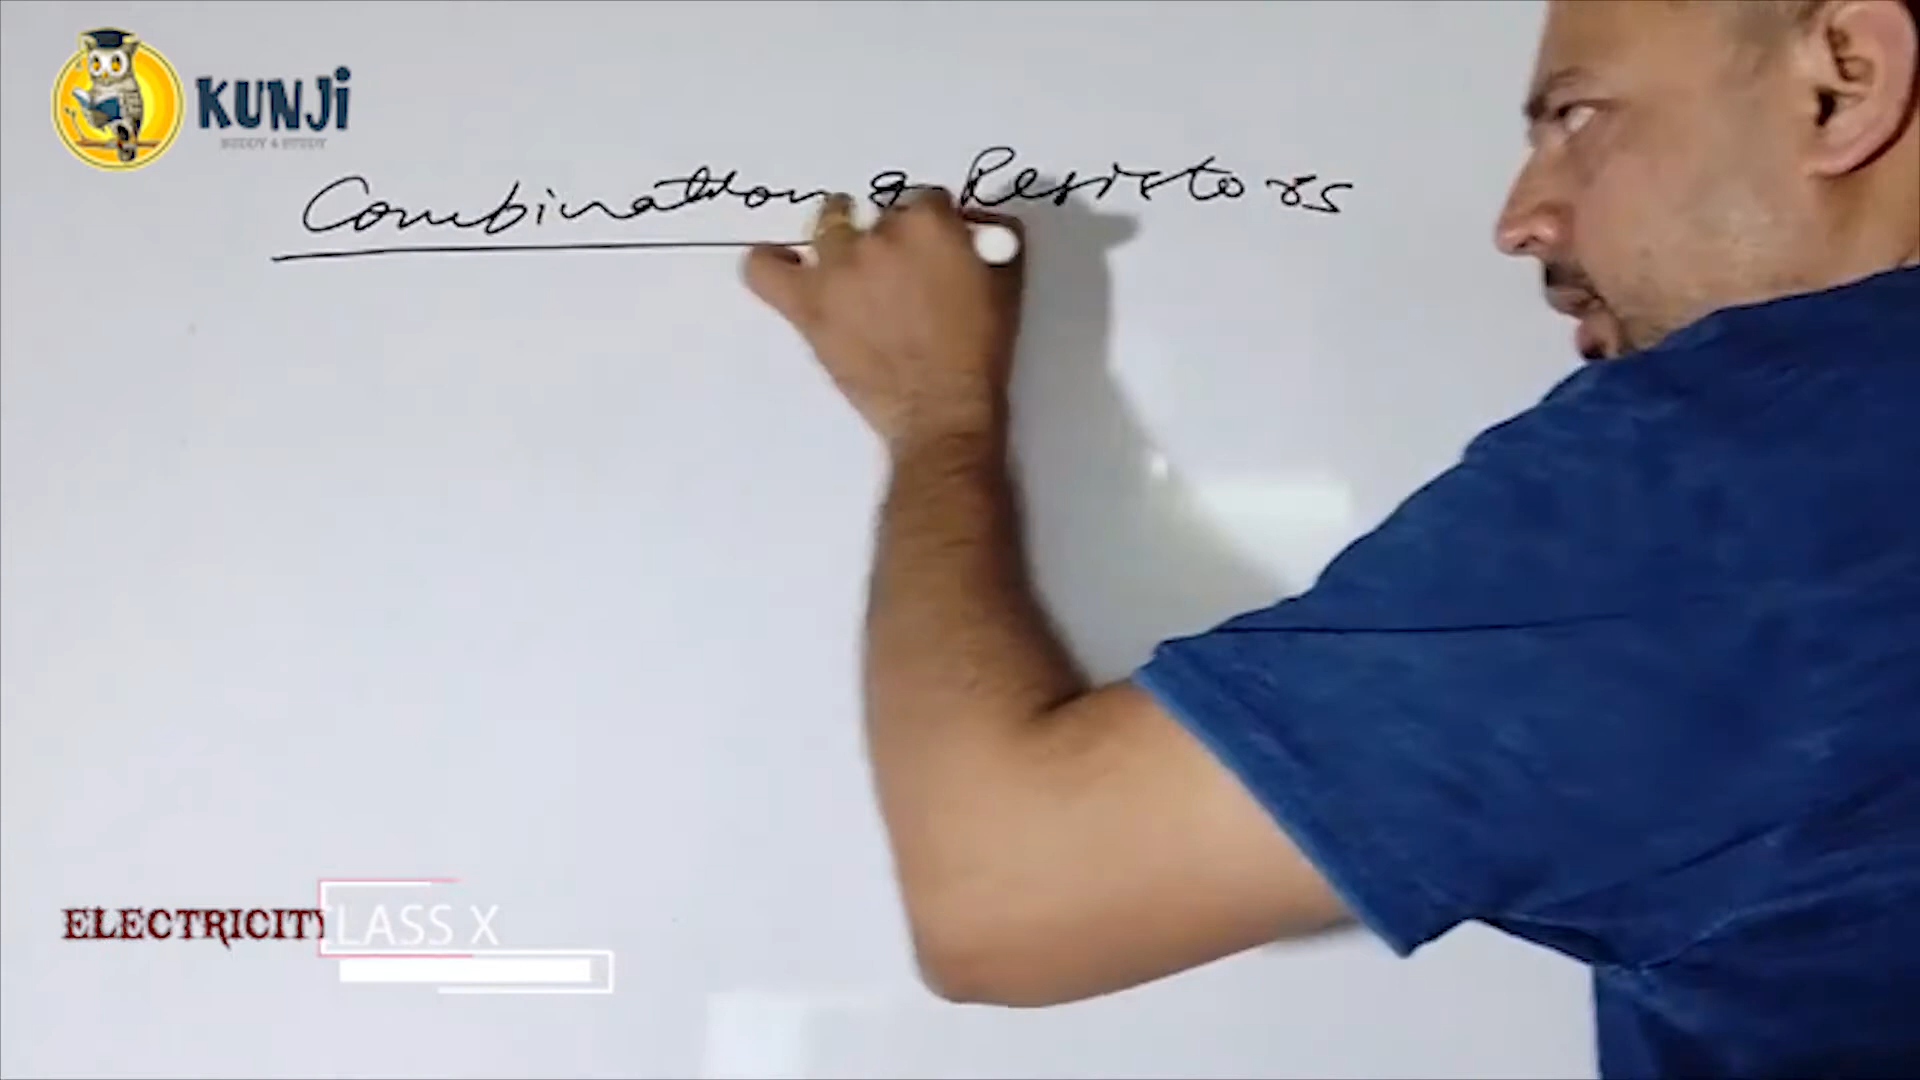 KUNJi
BUDDY 4 STUDY
Combination of Resistors
ELECTRICITY
CLASS X